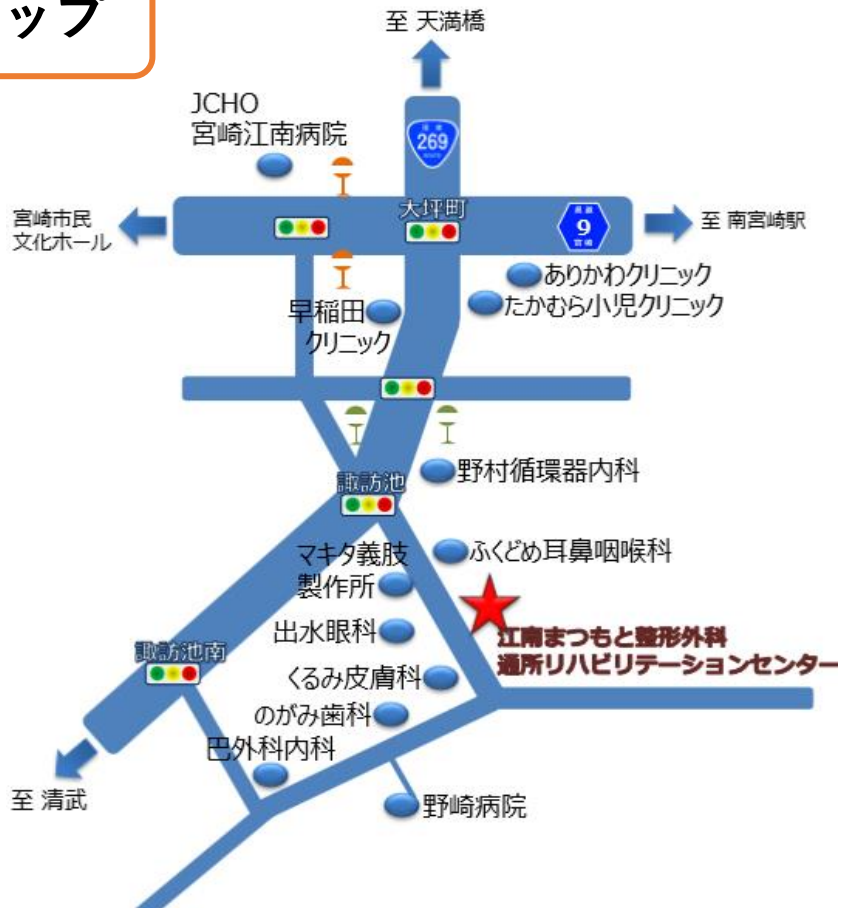 ップ
至 天満橋
JCHO
宮崎江南病院
269
大坪町
宮崎市民
文化ホール
9
至 南宮崎駅
ありかわクリニック
たかむら小児クリニック
早稲田
クリニック
野村循環器内科
諏訪池
ふくどめ耳鼻咽喉科
マキタ義肢
製作所
江南まつもと整形外科
通所リハビリテーションセンター
出水眼科
諏訪池南
くるみ皮膚科
のがみ歯科
巴外科内科
至 清武
野崎病院